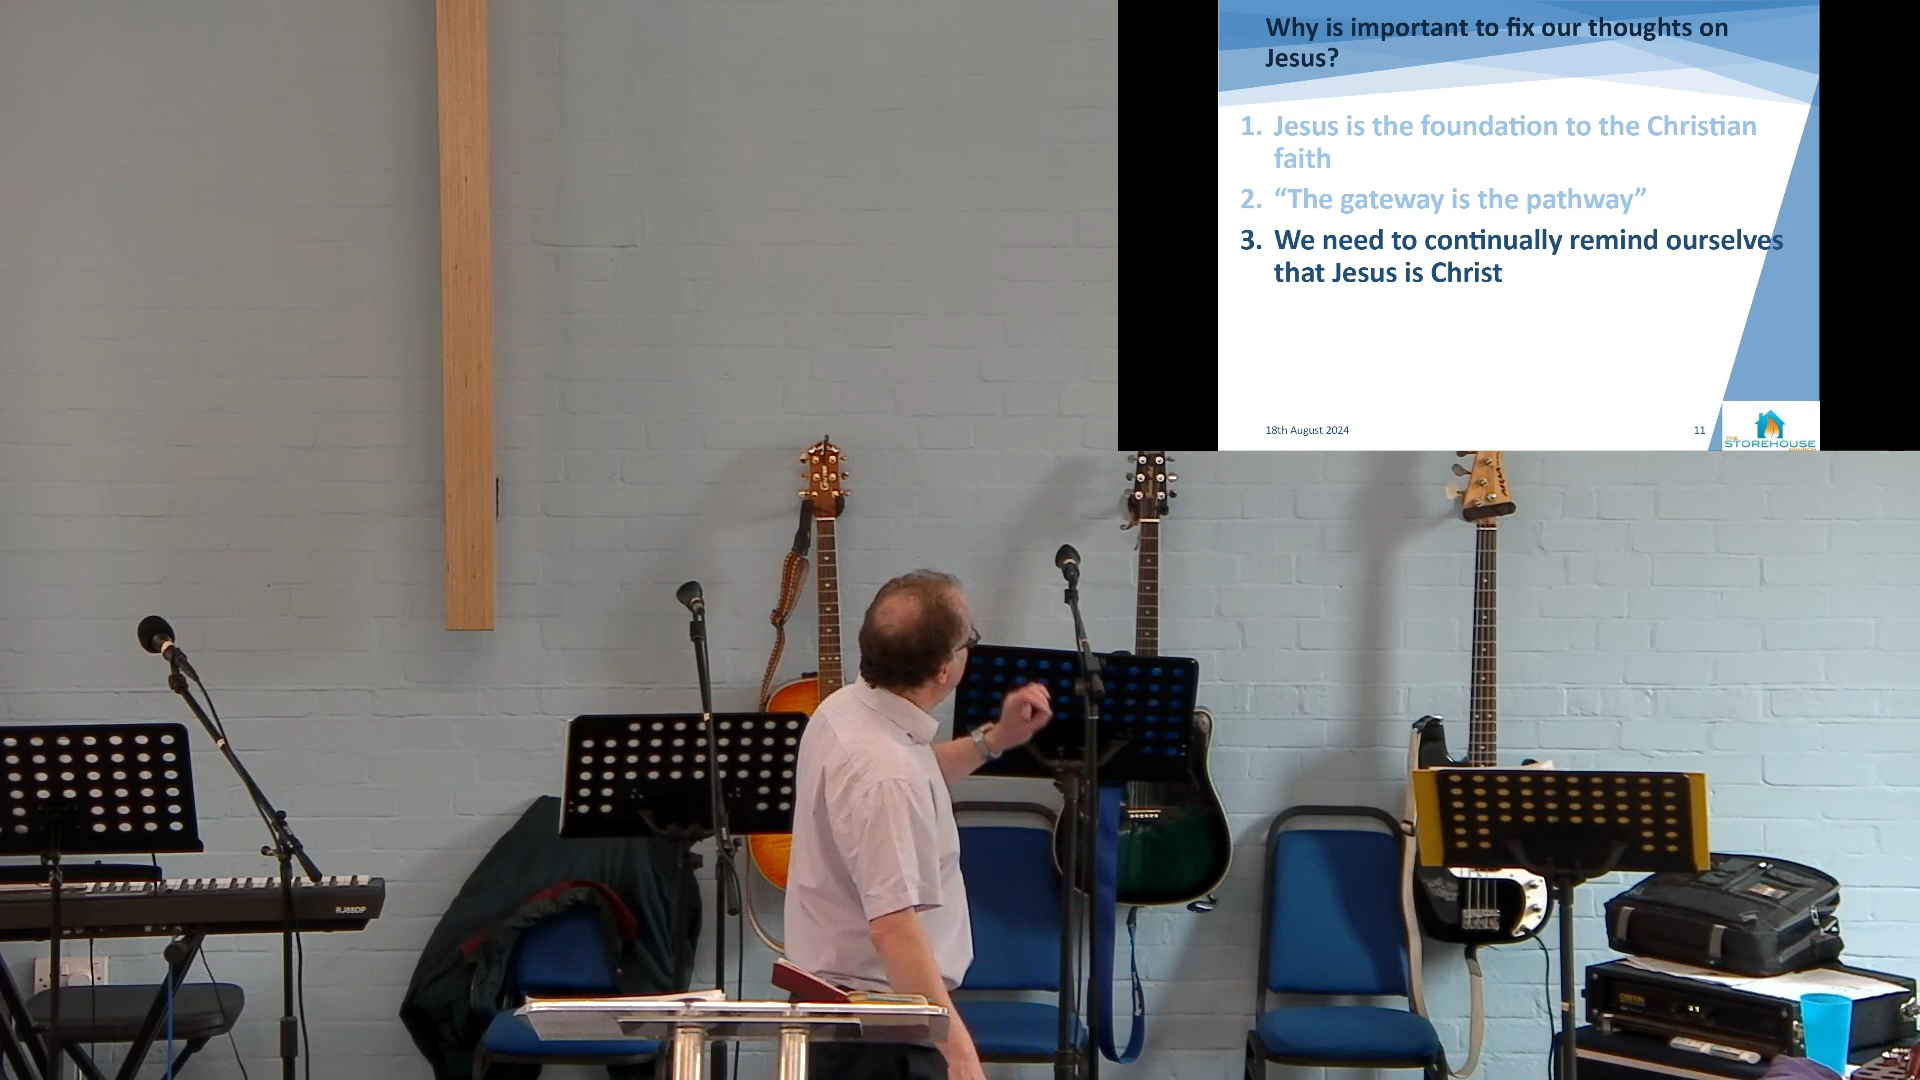 Why is important to fix our thoughts on
Jesus?
1. Jesus is the foundation to the Christian
faith
2. “The gateway is the pathway”
3. We need to continually remind ourselves
that Jesus is Christ
18th August 2024
11
THE
STOREHOUSE
RJ88DP